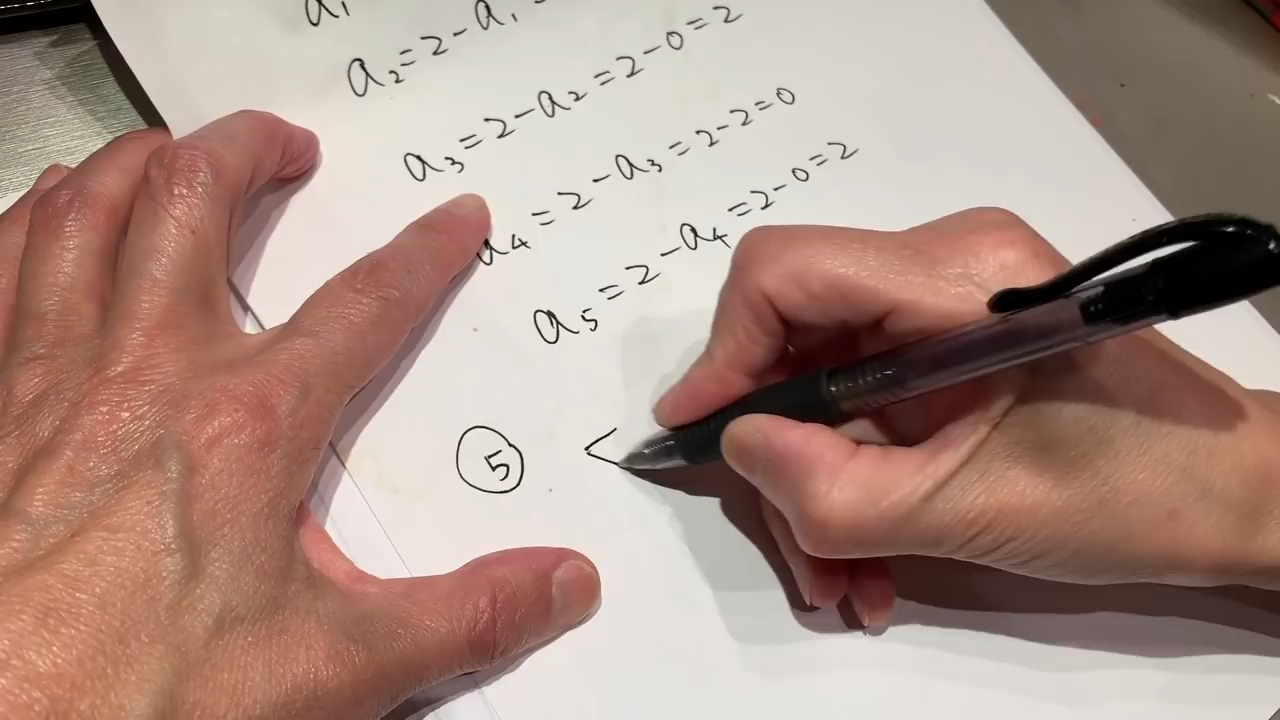 a₁
a₂=2-a₁
a₃=2-a₂=2-0=2
a₄=2-a₃=2-2=0
a₅=2-a₄=2-0=2
⑤ <